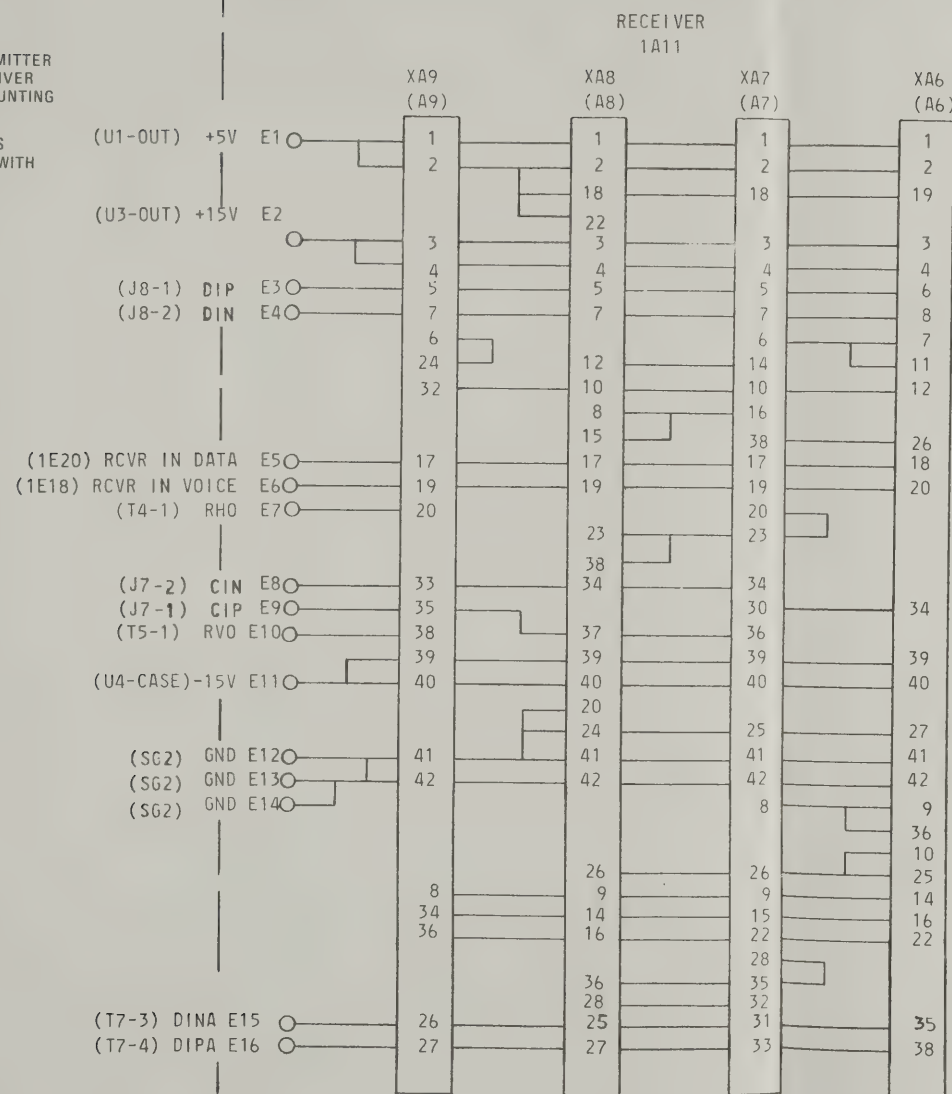 RECEIVER
1A11
MITTER
IVER
UNTING
S
WITH
XA9 XA8 XA7 XA6
(A9) (A8) (A7) (A6)
(U1-OUT) +5V E1 1 1 1 1
2 2 2 2
18 18 19
22
(U3-OUT) +15V E2
3 3 3 3
4 4 4 4
(J8-1) DIP E3 5 5 5 6
(J8-2) DIN E4 7 7 7 8
6 6 7
24 12 14 11
32 10 10 12
8 16
15 38 26
(1E20) RCVR IN DATA E5 17 17 17 18
(1E18) RCVR IN VOICE E6 19 19 19 20
(T4-1) RHO E7 20 20
23 23
38
(J7-2) CIN E8 33 34 34
(J7-1) CIP E9 35 30 34
(T5-1) RVO E10 38 37 36
39 39 39 39
(U4-CASE) -15V E11 40 40 40 40
20
24 25 27
(SG2) GND E12 41 41 41 41
(SG2) GND E13 42 42 42 42
(SG2) GND E14 8 9
36
10
26 26 25
8 9 9 14
34 14 15 16
36 16 22 22
28
36 35
28 32
(T7-3) DINA E15 26 25 31 35
(T7-4) DIPA E16 27 27 33 38